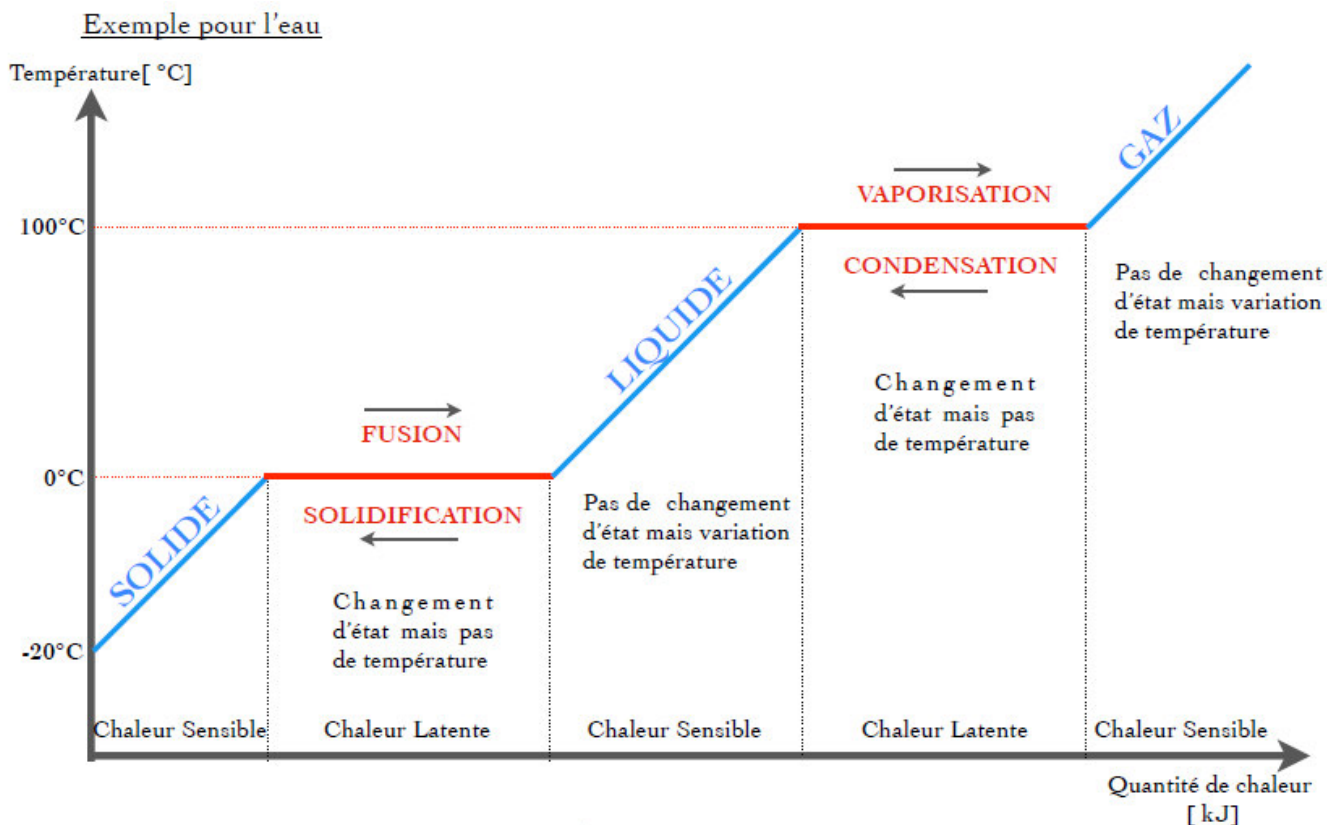 Exemple pour l'eau
Température[ °C]
GAZ
VAPORISATION
100°C
CONDENSATION
Pas de changement
d'état mais variation
de température
LIQUIDE
Changement
d'état mais pas
de température
FUSION
0°C
SOLIDIFICATION
Pas de changement
d'état mais variation
de température
SOLIDE
Changement
d'état mais pas
de température
-20°C
Chaleur Sensible
Chaleur Latente
Chaleur Sensible
Chaleur Latente
Chaleur Sensible
Quantité de chaleur
[ kJ]